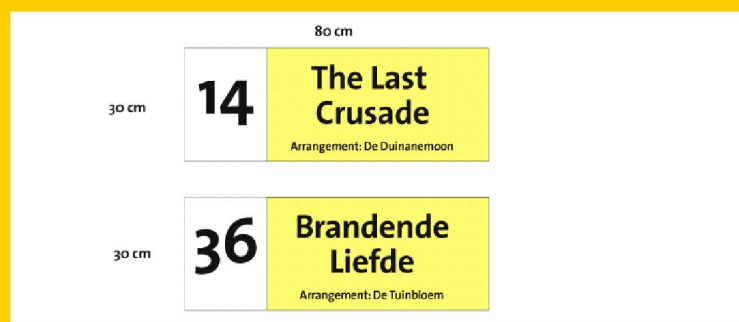 80 cm
30 cm
14
The Last
Crusade
Arrangement: De Duinanemoon
30 cm
36
Brandende
Liefde
Arrangement: De Tuinbloem